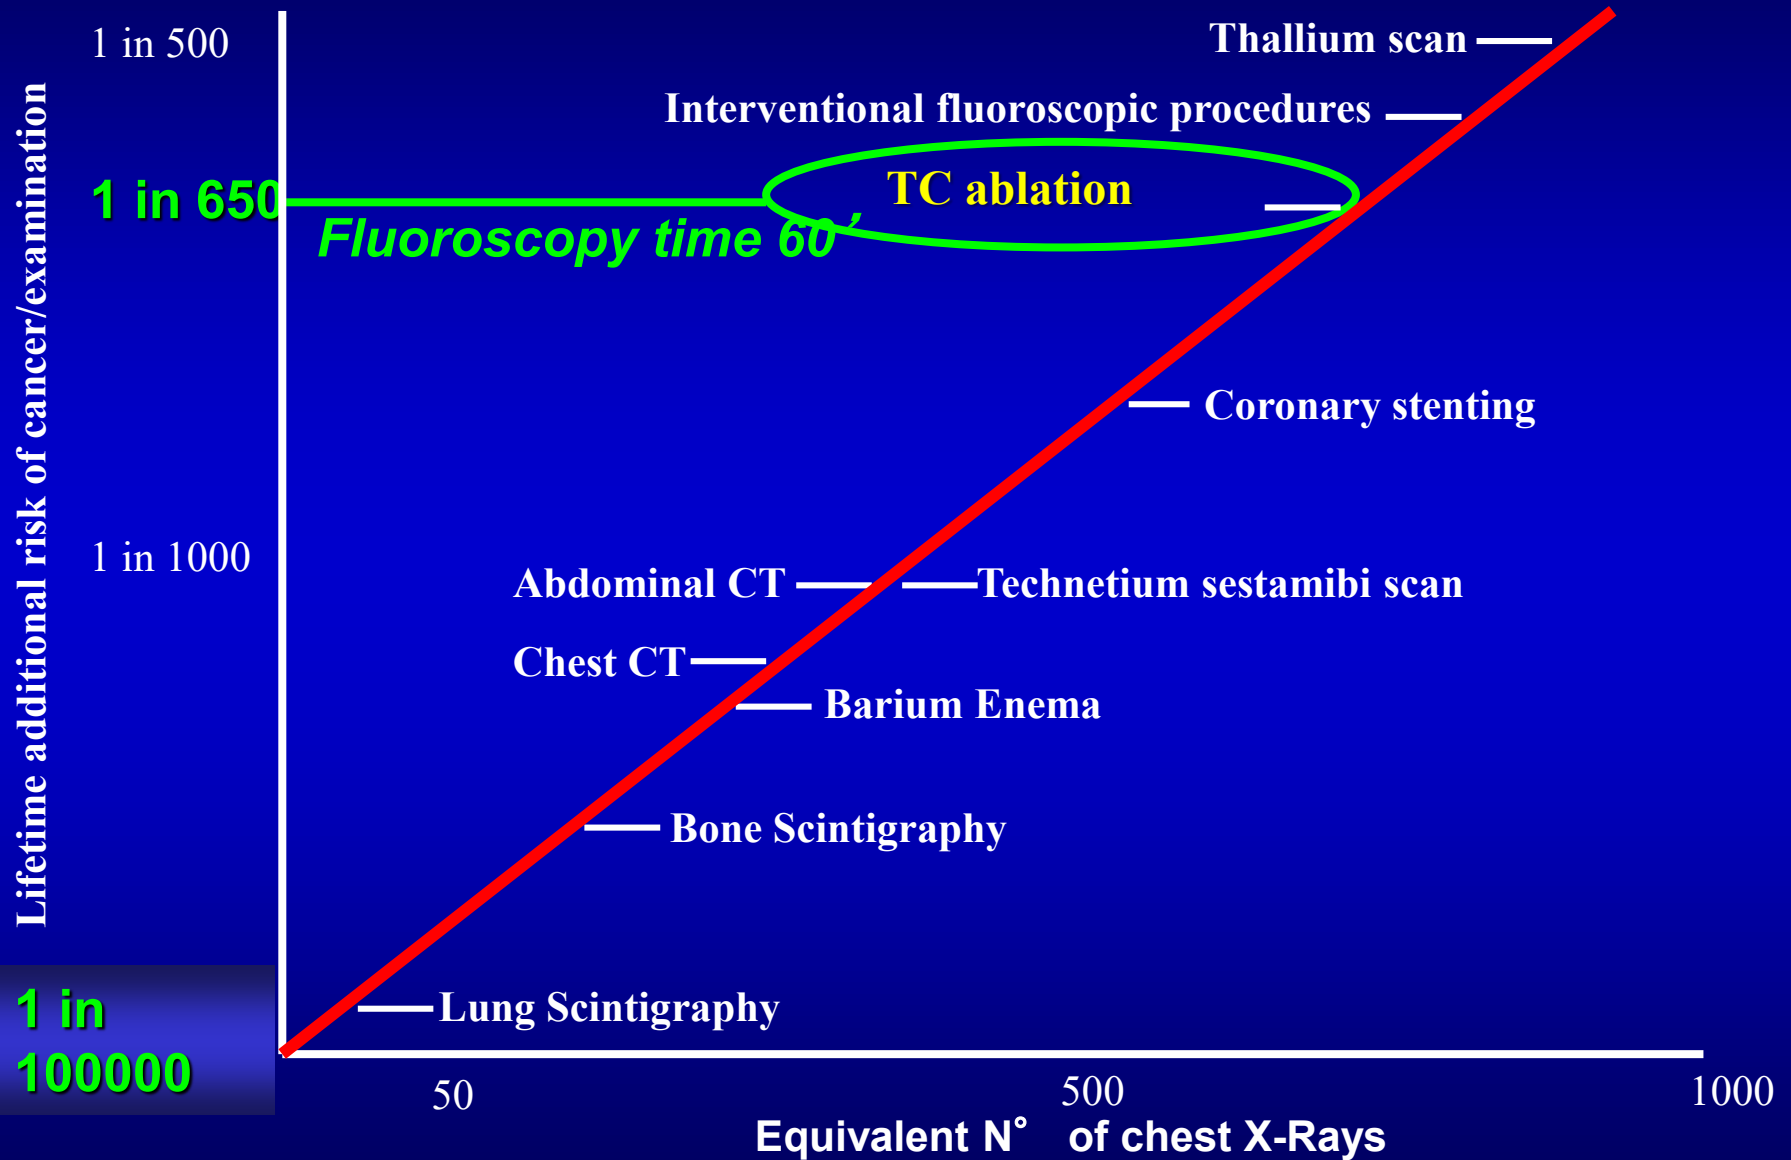 1 in 500
Thallium scan
Interventional fluoroscopic procedures
1 in 650
TC ablation
Fluoroscopy time 60’
Lifetime additional risk of cancer/examination
Coronary stenting
1 in 1000
Abdominal CT
Technetium sestamibi scan
Chest CT
Barium Enema
Bone Scintigraphy
Lung Scintigraphy
1 in
100000
50
500
1000
Equivalent N° of chest X-Rays